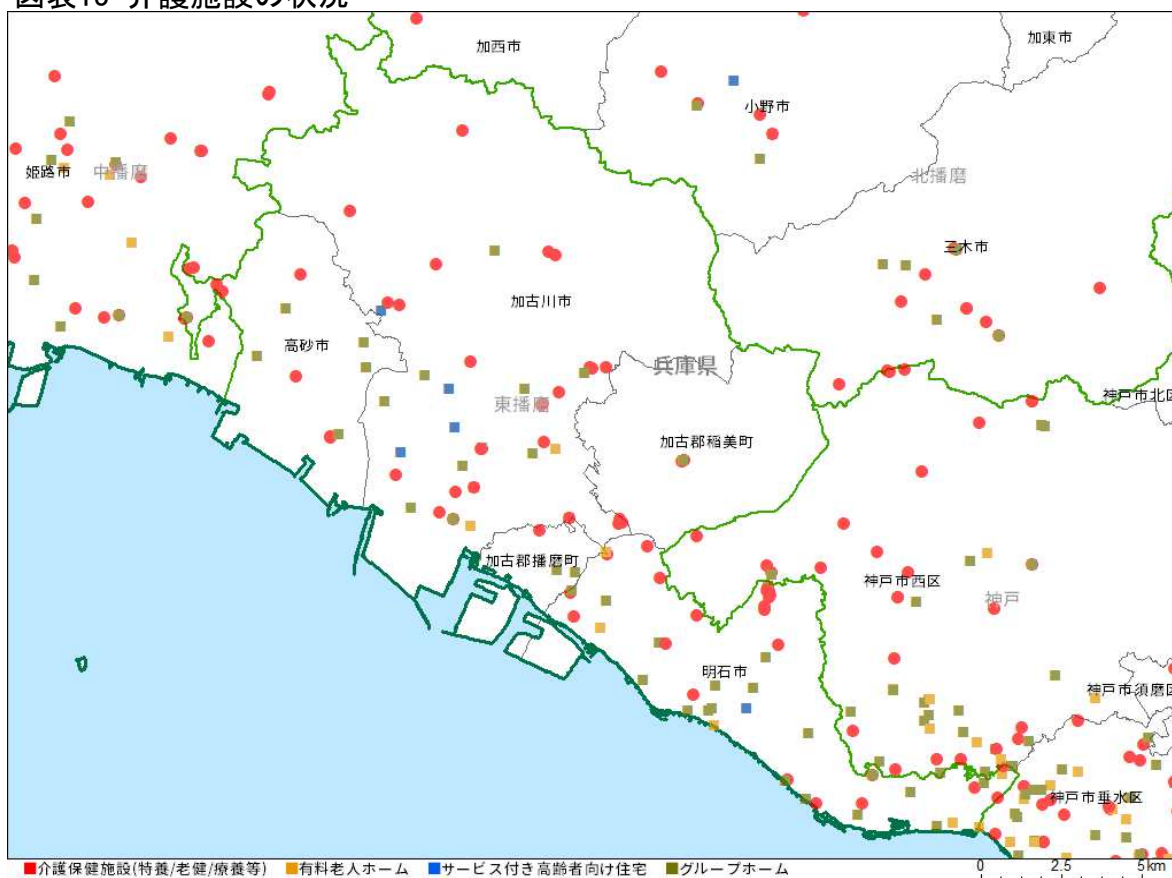 図表10 介護施設の状況
加西市
加東市
小野市
姫路市
中播磨
北播磨
三木市
加古川市
高砂市
兵庫県
神戸市北区
東播磨
加古郡稲美町
加古郡播磨町
神戸市西区
神戸
明石市
神戸市須磨区
神戸市垂水区
介護保健施設(特養/老健/療養等) 有料老人ホーム サービス付き高齢者向け住宅 グループホーム
0 2.5 5km